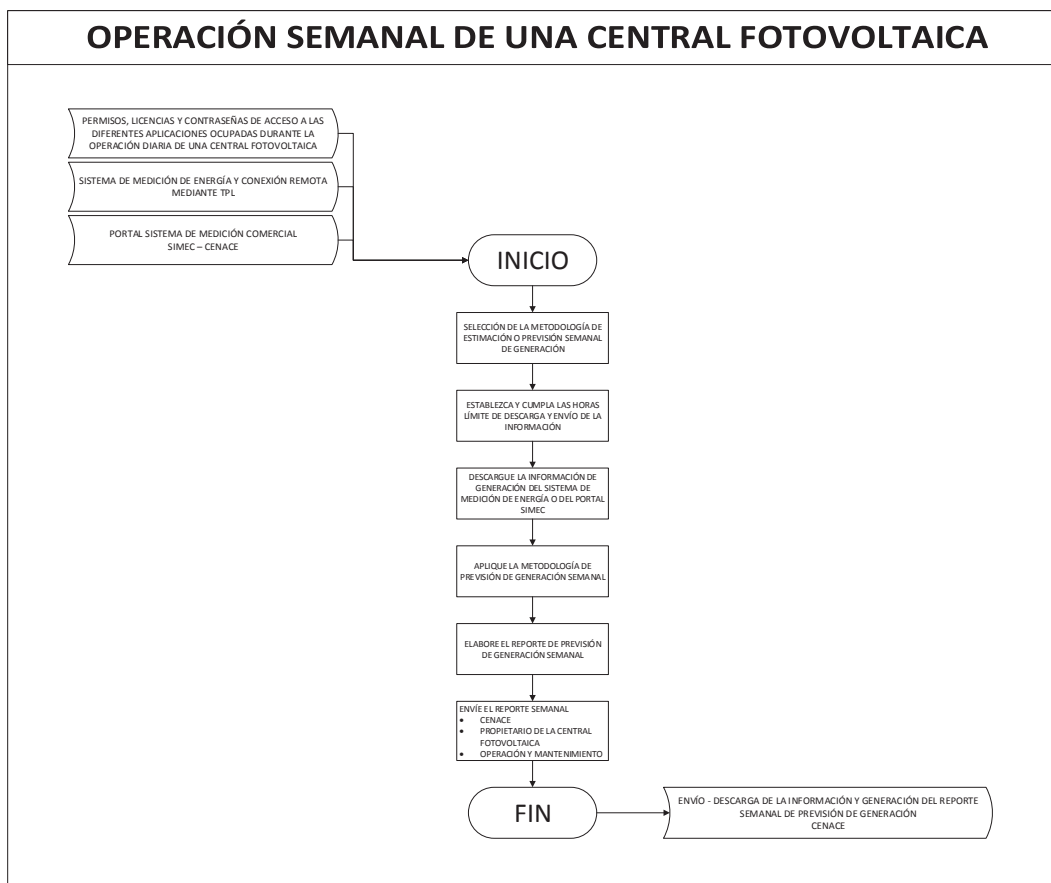 OPERACIÓN SEMANAL DE UNA CENTRAL FOTOVOLTAICA
PERMISOS, LICENCIAS Y CONTRASEÑAS DE ACCESO A LAS
DIFERENTES APLICACIONES OCUPADAS DURANTE LA
OPERACIÓN DIARIA DE UNA CENTRAL FOTOVOLTAICA
SISTEMA DE MEDICIÓN DE ENERGÍA Y CONEXIÓN REMOTA
MEDIANTE TPL
PORTAL SISTEMA DE MEDICIÓN COMERCIAL
SIMEC – CENACE
INICIO
SELECCIÓN DE LA METODOLOGÍA DE
ESTIMACIÓN O PREVISIÓN SEMANAL
DE GENERACIÓN
ESTABLEZCA Y CUMPLA LAS HORAS
LÍMITE DE DESCARGA Y ENVÍO DE LA
INFORMACIÓN
DESCARGUE LA INFORMACIÓN DE
GENERACIÓN DEL SISTEMA DE
MEDICIÓN DE ENERGÍA O DEL PORTAL
SIMEC
APLIQUE LA METODOLOGÍA DE
PREVISIÓN DE GENERACIÓN SEMANAL
ELABORE EL REPORTE DE PREVISIÓN
DE GENERACIÓN SEMANAL
ENVÍE EL REPORTE SEMANAL
• CENACE
• PROPIETARIO DE LA CENTRAL
FOTOVOLTAICA
• OPERACIÓN Y MANTENIMIENTO
FIN
ENVÍO - DESCARGA DE LA INFORMACIÓN Y GENERACIÓN DEL REPORTE
SEMANAL DE PREVISIÓN DE GENERACIÓN
CENACE